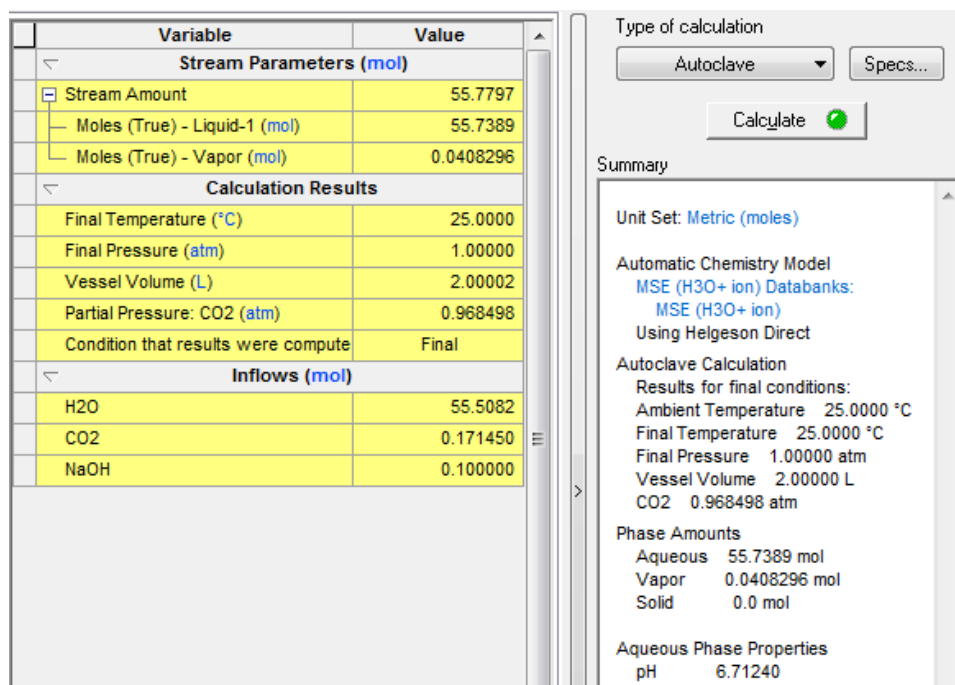 Variable Value
Stream Parameters (mol)
Stream Amount 55.7797
Moles (True) - Liquid-1 (mol) 55.7389
Moles (True) - Vapor (mol) 0.0408296
Calculation Results
Final Temperature (°C) 25.0000
Final Pressure (atm) 1.00000
Vessel Volume (L) 2.00002
Partial Pressure: CO2 (atm) 0.968498
Condition that results were compute Final
Inflows (mol)
H2O 55.5082
CO2 0.171450
NaOH 0.100000
>
Type of calculation
Autoclave Specs...
Calculate
Summary
Unit Set: Metric (moles)
Automatic Chemistry Model
MSE (H3O+ ion) Databanks:
MSE (H3O+ ion)
Using Helgeson Direct
Autoclave Calculation
Results for final conditions:
Ambient Temperature 25.0000 °C
Final Temperature 25.0000 °C
Final Pressure 1.00000 atm
Vessel Volume 2.00000 L
CO2 0.968498 atm
Phase Amounts
Aqueous 55.7389 mol
Vapor 0.0408296 mol
Solid 0.0 mol
Aqueous Phase Properties
pH 6.71240